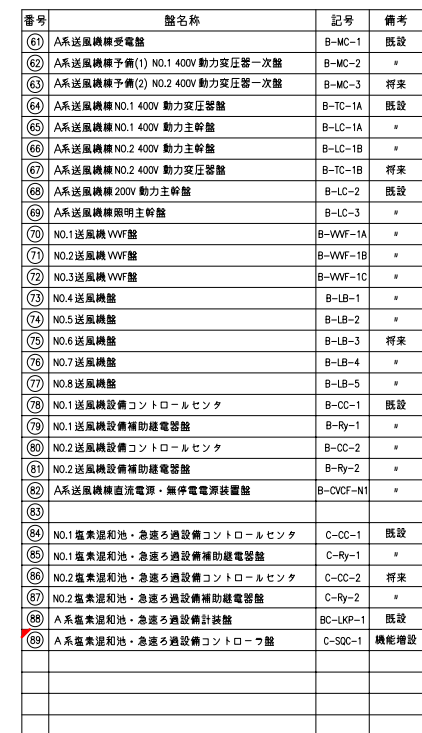 番号 盤名称 記号 備考
61 A系送風機棟受電盤 B-MC-1 既設
62 A系送風機棟予備(1) NO.1 400V 動力変圧器一次盤 B-MC-2 〃
63 A系送風機棟予備(2) NO.2 400V 動力変圧器一次盤 B-MC-3 将来
64 A系送風機棟NO.1 400V 動力変圧器盤 B-TC-1A 既設
65 A系送風機棟NO.1 400V 動力主幹盤 B-LC-1A 〃
66 A系送風機棟NO.2 400V 動力主幹盤 B-LC-1B 〃
67 A系送風機棟NO.2 400V 動力変圧器盤 B-TC-1B 将来
68 A系送風機棟 200V 動力主幹盤 B-LC-2 既設
69 A系送風機棟照明主幹盤 B-LC-3 〃
70 NO.1送風機 VVVF盤 B-VVVF-1A 〃
71 NO.2送風機 VVVF盤 B-VVVF-1B 〃
72 NO.3送風機 VVVF盤 B-VVVF-1C 〃
73 NO.4送風機盤 B-LB-1 〃
74 NO.5送風機盤 B-LB-2 〃
75 NO.6送風機盤 B-LB-3 将来
76 NO.7送風機盤 B-LB-4 〃
77 NO.8送風機盤 B-LB-5 〃
78 NO.1送風機設備コントロールセンタ B-CC-1 既設
79 NO.1送風機設備補助継電器盤 B-Ry-1 〃
80 NO.2送風機設備コントロールセンタ B-CC-2 〃
81 NO.2送風機設備補助継電器盤 B-Ry-2 〃
82 A系送風機棟直流電源・無停電電源装置盤 B-CVCF-N1 〃
83
84 NO.1塩素混和池・急速ろ過設備コントロールセンタ C-CC-1 既設
85 NO.1塩素混和池・急速ろ過設備補助継電器盤 C-Ry-1 〃
86 NO.2塩素混和池・急速ろ過設備コントロールセンタ C-CC-2 将来
87 NO.2塩素混和池・急速ろ過設備補助継電器盤 C-Ry-2 〃
88 A系塩素混和池・急速ろ過設備計装盤 BC-LKP-1 既設
89 A系塩素混和池・急速ろ過設備コントローラ盤 C-SQC-1 機能増設